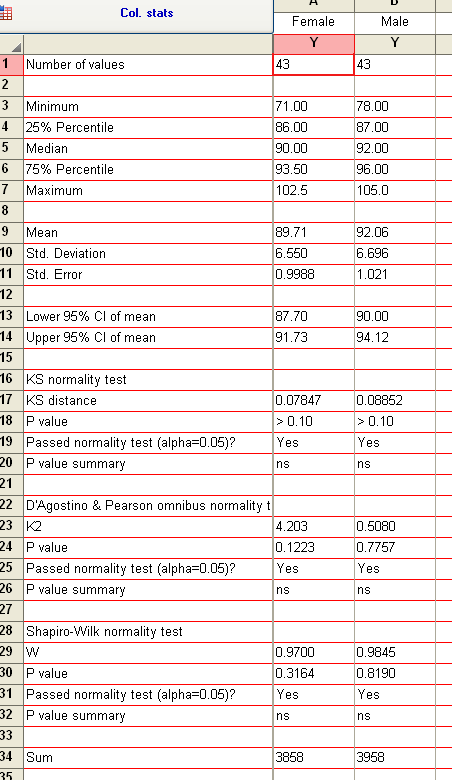 Col. stats
A B
Female Male
Y Y
1 Number of values 43 43
2
3 Minimum 71.00 78.00
4 25% Percentile 86.00 87.00
5 Median 90.00 92.00
6 75% Percentile 93.50 96.00
7 Maximum 102.5 105.0
8
9 Mean 89.71 92.06
10 Std. Deviation 6.550 6.696
11 Std. Error 0.9988 1.021
12
13 Lower 95% CI of mean 87.70 90.00
14 Upper 95% CI of mean 91.73 94.12
15
16 KS normality test
17 KS distance 0.07847 0.08852
18 P value > 0.10 > 0.10
19 Passed normality test (alpha=0.05)? Yes Yes
20 P value summary ns ns
21
22 D'Agostino & Pearson omnibus normality t
23 K2 4.203 0.5080
24 P value 0.1223 0.7757
25 Passed normality test (alpha=0.05)? Yes Yes
26 P value summary ns ns
27
28 Shapiro-Wilk normality test
29 W 0.9700 0.9845
30 P value 0.3164 0.8190
31 Passed normality test (alpha=0.05)? Yes Yes
32 P value summary ns ns
33
34 Sum 3858 3958
35